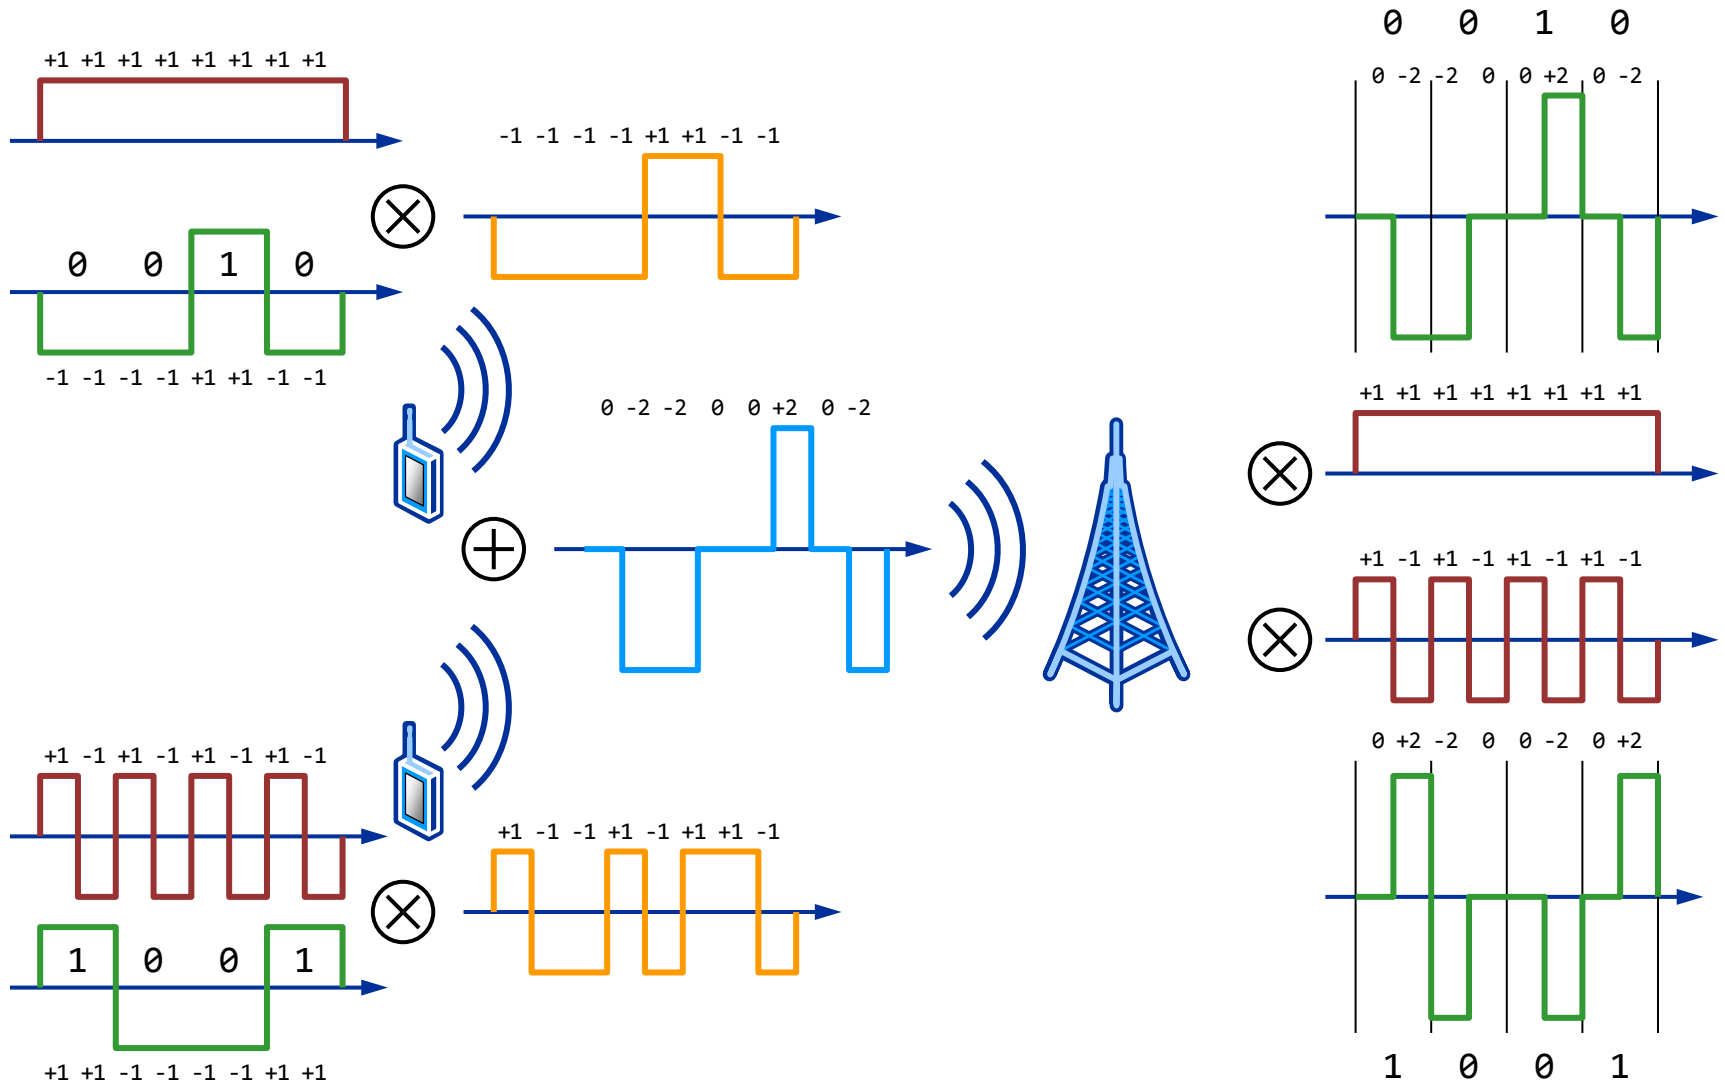 +1 +1 +1 +1 +1 +1 +1 +1
0 0 1 0
-1 -1 -1 -1 +1 +1 -1 -1
-1 -1 -1 -1 +1 +1 -1 -1
0 -2 -2 0 0 +2 0 -2
+1 -1 +1 -1 +1 -1 +1 -1
1 0 0 1
+1 +1 -1 -1 -1 -1 +1 +1
+1 -1 -1 +1 -1 +1 +1 -1
0 0 1 0
0 -2 -2 0 0 +2 0 -2
+1 +1 +1 +1 +1 +1 +1 +1
+1 -1 +1 -1 +1 -1 +1 -1
0 +2 -2 0 0 -2 0 +2
1 0 0 1